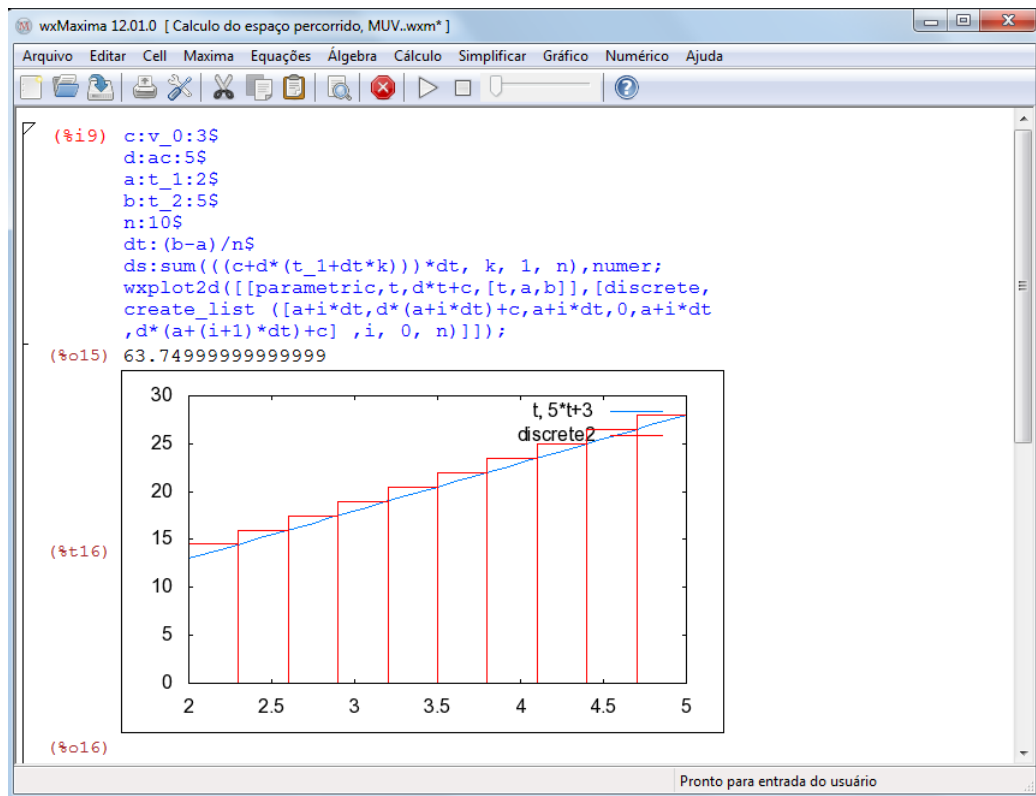 wxMaxima 12.01.0 [ Calculo do espaço percorrido, MUV..wxm* ]
Arquivo Editar Cell Maxima Equações Álgebra Cálculo Simplificar Gráfico Numérico Ajuda
(%i9) c:v_0:3$
d:ac:5$
a:t_1:2$
b:t_2:5$
n:10$
dt:(b-a)/n$
ds:sum(((c+d*(t_1+dt*k)))*dt, k, 1, n),numer;
wxplot2d([[parametric,t,d*t+c,[t,a,b]],[discrete,
create_list ([a+i*dt,d*(a+i*dt)+c,a+i*dt,0,a+i*dt
,d*(a+(i+1)*dt)+c] ,i, 0, n)]]);
(%o15) 63.74999999999999
30
t, 5*t+3
discrete2
25
20
15
(%t16)
10
5
0
2 2.5 3 3.5 4 4.5 5
(%o16)
Pronto para entrada do usuário